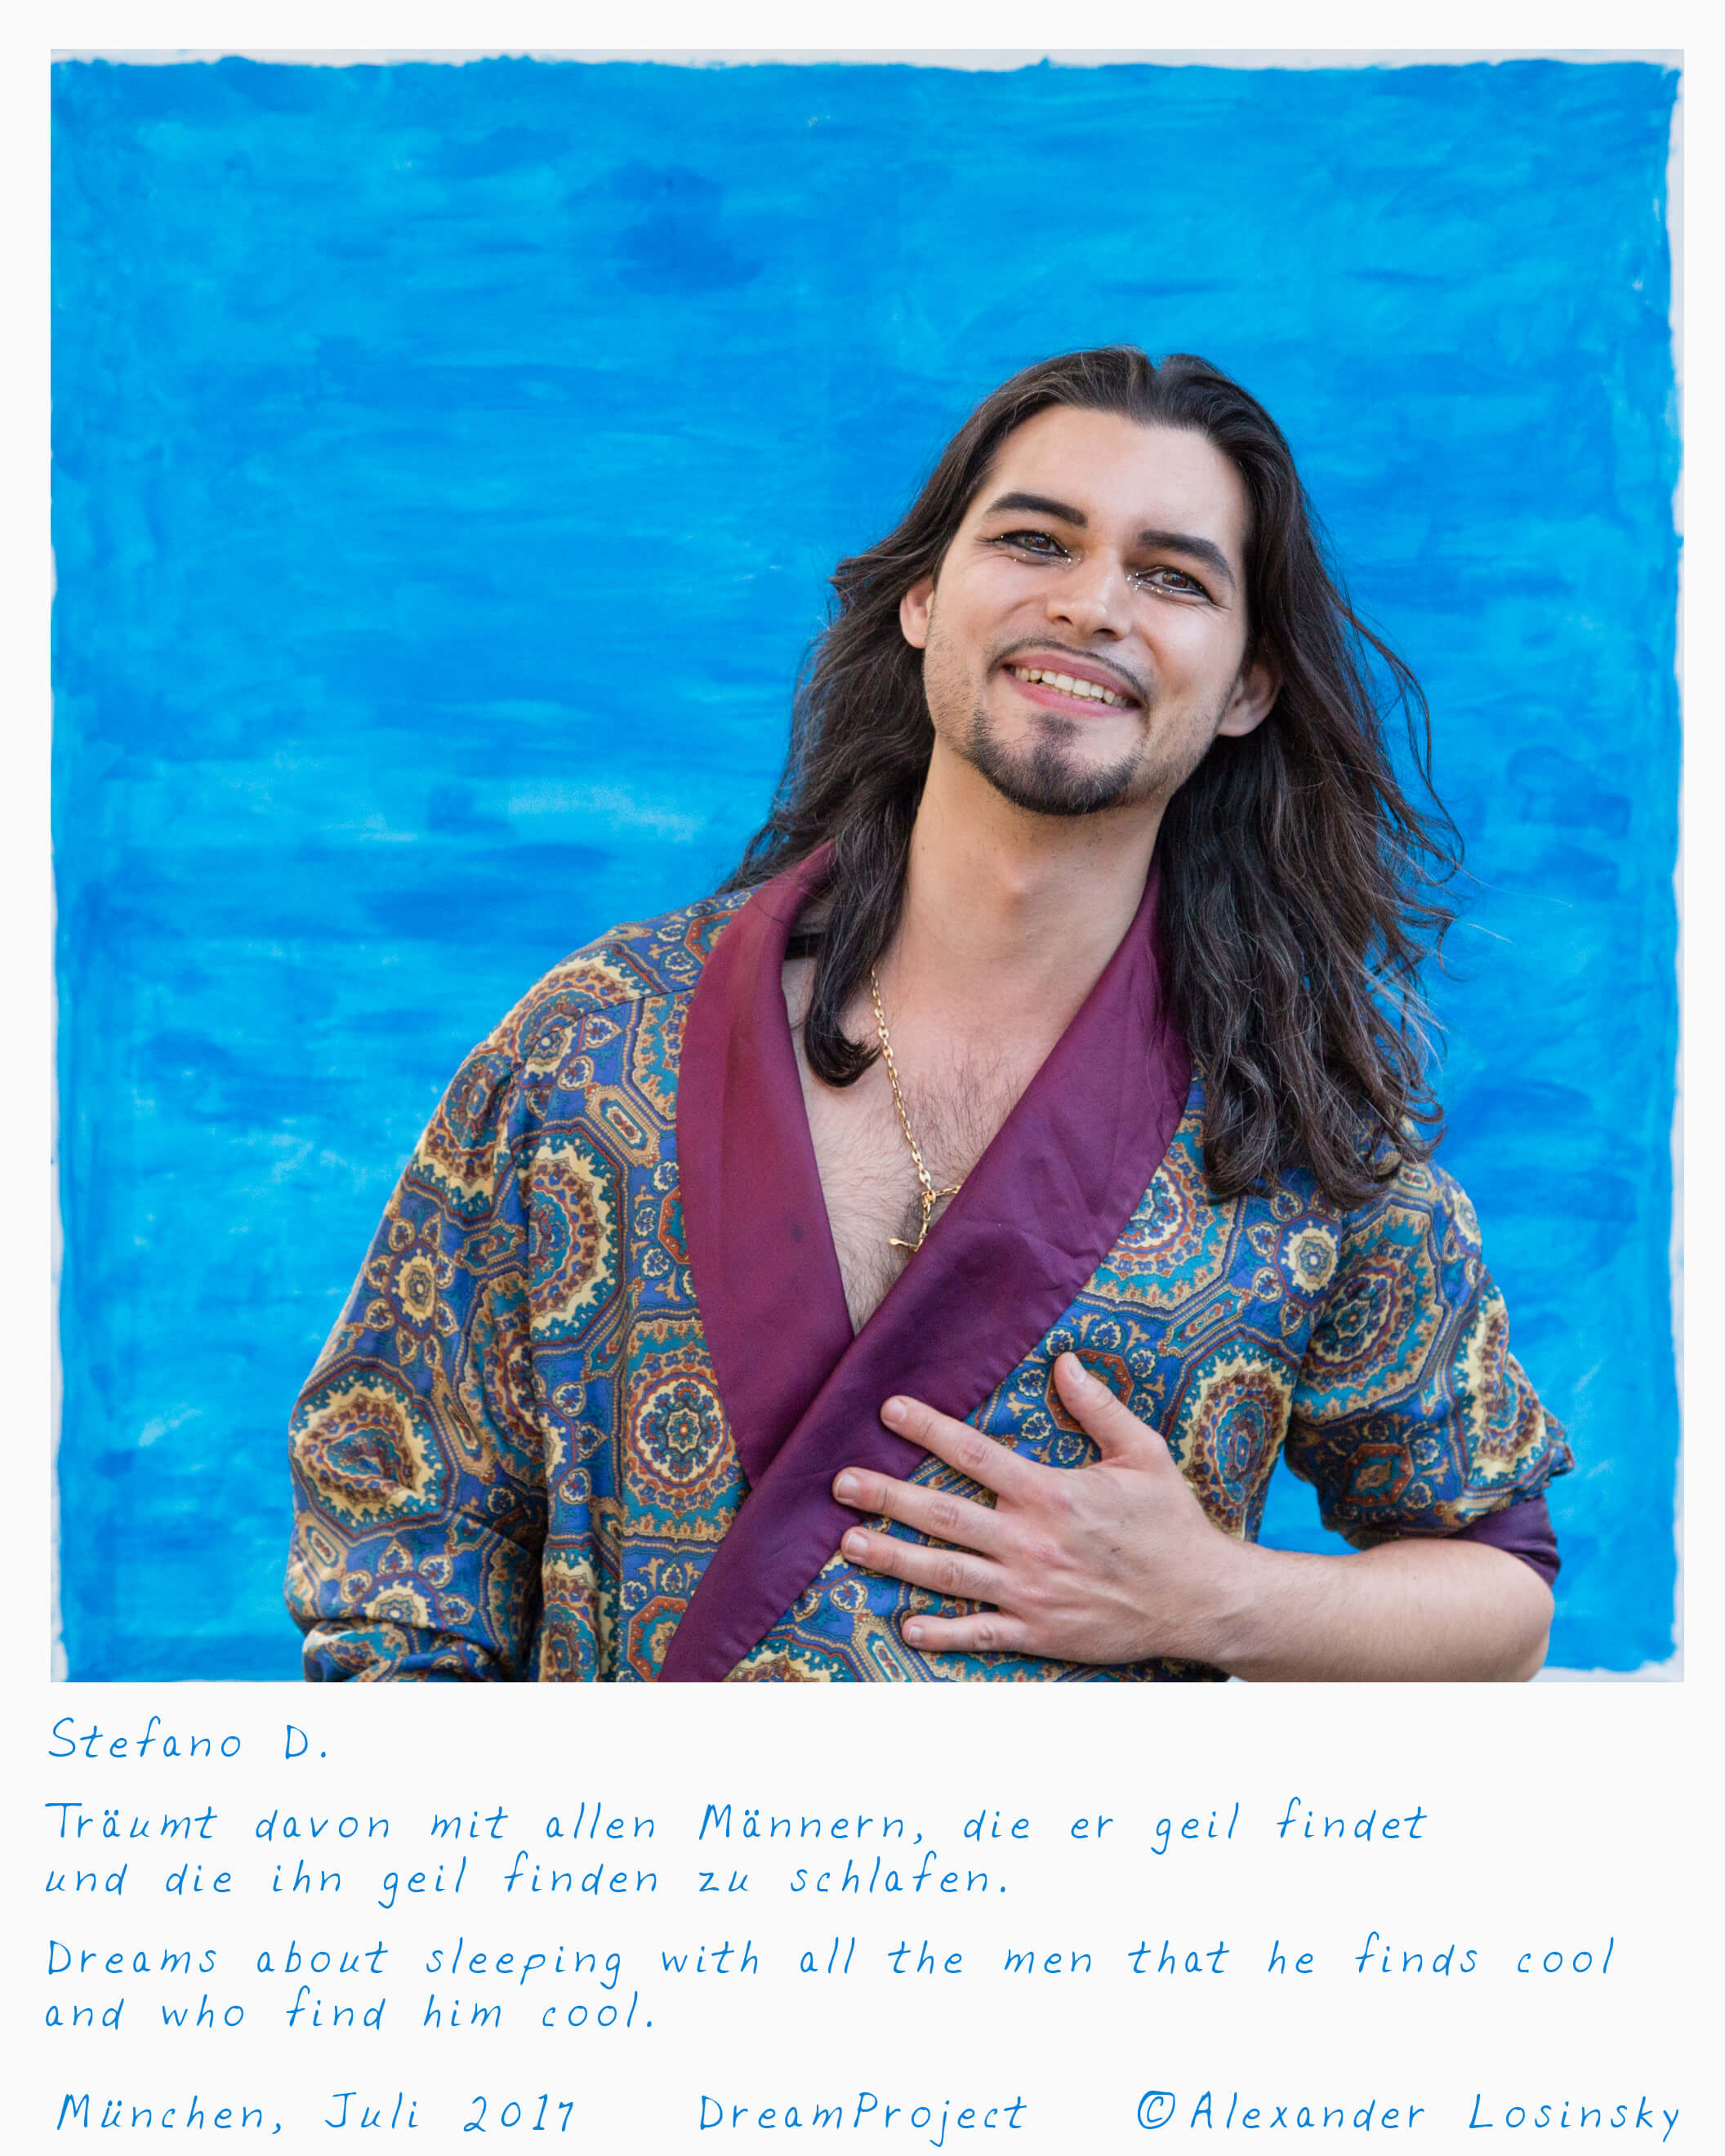 Stefano D.
Träumt davon mit allen Männern, die er geil findet
und die ihn geil finden zu schlafen.
Dreams about sleeping with all the men that he finds cool
and who find him cool.
München, Juli 2017 DreamProject ©Alexander Losinsky